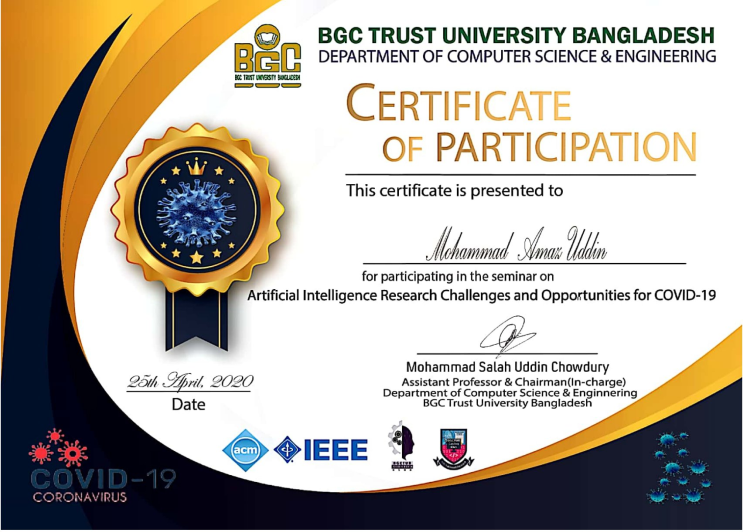 BGC
BGC TRUST UNIVERSITY BANGLADESH
BGC TRUST UNIVERSITY BANGLADESH
DEPARTMENT OF COMPUTER SCIENCE & ENGINEERING
CERTIFICATE
OF PARTICIPATION
This certificate is presented to
Mohammad Amaz Uddin
for participating in the seminar on
Artificial Intelligence Research Challenges and Opportunities for COVID-19
Mohammad Salah Uddin Chowdury
Assistant Professor & Chairman(In-charge)
Department of Computer Science & Enginnering
BGC Trust University Bangladesh
25th April, 2020
Date
acm
IEEE
COVID-19
CORONAVIRUS